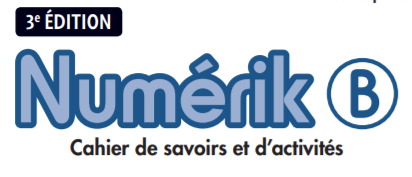 3e ÉDITION
Numérik B
Cahier de savoirs et d'activités